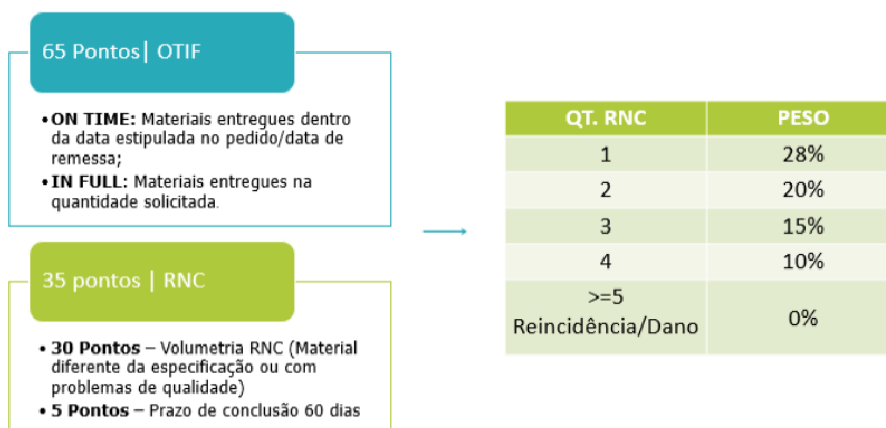 65 Pontos| OTIF
• ON TIME: Materiais entregues dentro
da data estipulada no pedido/data de
remessa;
• IN FULL: Materiais entregues na
quantidade solicitada.
35 pontos | RNC
• 30 Pontos – Volumetria RNC (Material
diferente da especificação ou com
problemas de qualidade)
• 5 Pontos – Prazo de conclusão 60 dias
QT. RNC PESO
1 28%
2 20%
3 15%
4 10%
>=5
Reincidência/Dano 0%